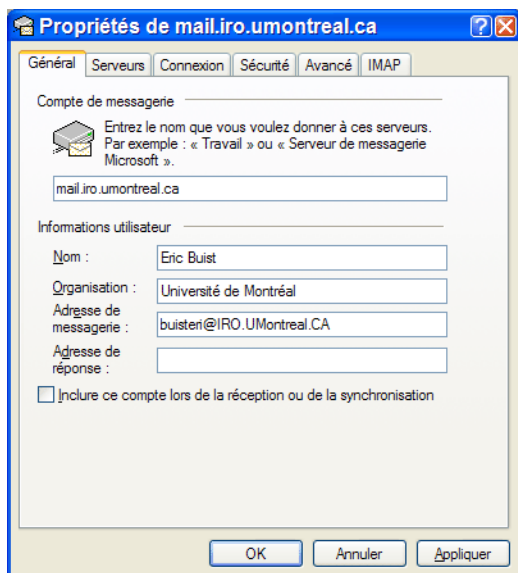 Propriétés de mail.iro.umontreal.ca
Général Serveurs Connexion Sécurité Avancé IMAP
Compte de messagerie
Entrez le nom que vous voulez donner à ces serveurs.
Par exemple : « Travail » ou « Serveur de messagerie
Microsoft ».
mail.iro.umontreal.ca
Informations utilisateur
Nom : Eric Buist
Organisation : Université de Montréal
Adresse de
messagerie : buisteri@IRO.UMontreal.CA
Adresse de
réponse :
Inclure ce compte lors de la réception ou de la synchronisation
OK Annuler Appliquer